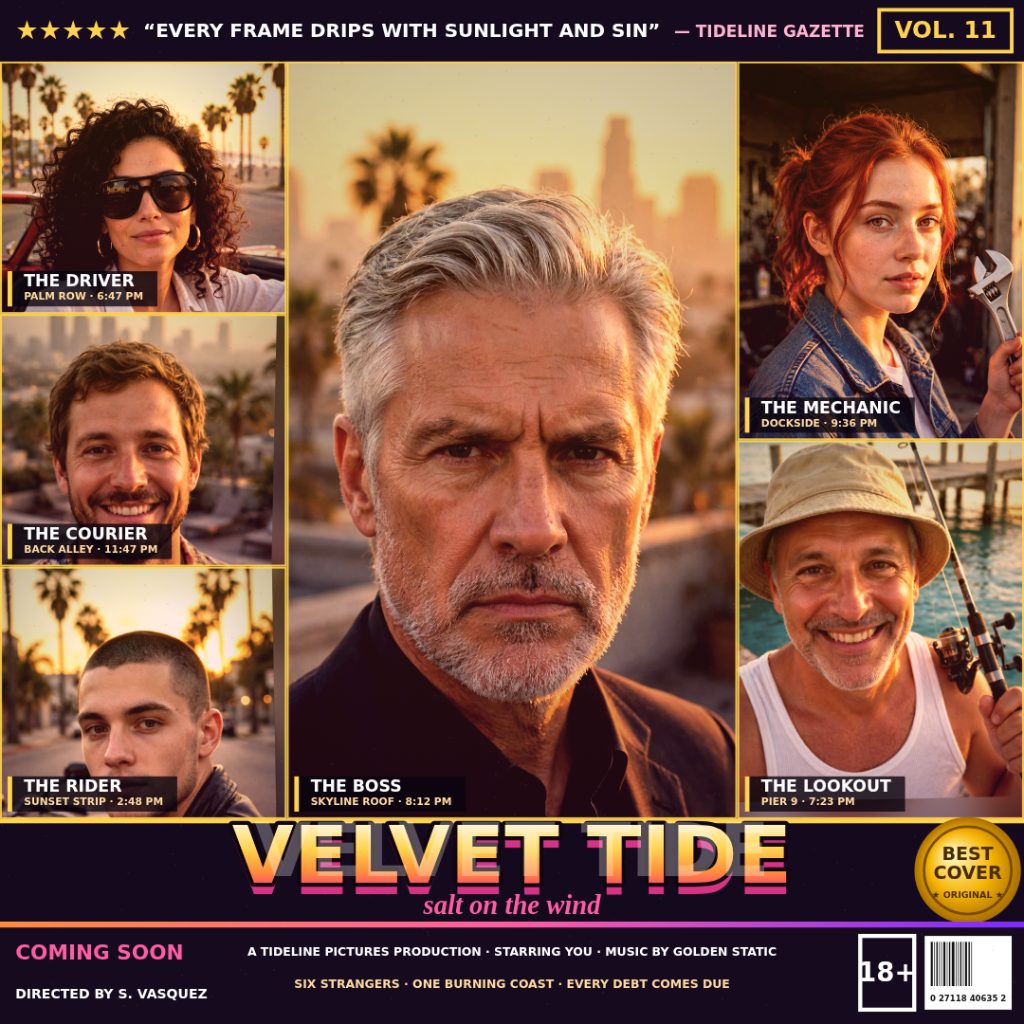 ★★★★★ “EVERY FRAME DRIPS WITH SUNLIGHT AND SIN” — TIDELINE GAZETTE VOL. 11
THE DRIVER
PALM ROW · 6:47 PM
THE COURIER
BACK ALLEY · 11:47 PM
THE RIDER
SUNSET STRIP · 2:48 PM
THE BOSS
SKYLINE ROOF · 8:12 PM
THE MECHANIC
DOCKSIDE · 9:36 PM
THE LOOKOUT
PIER 9 · 7:23 PM
VELVET TIDE
salt on the wind
BEST
COVER
★ ORIGINAL ★
COMING SOON
DIRECTED BY S. VASQUEZ
A TIDELINE PICTURES PRODUCTION · STARRING YOU · MUSIC BY GOLDEN STATIC
SIX STRANGERS · ONE BURNING COAST · EVERY DEBT COMES DUE
18+
0 27118 40635 2